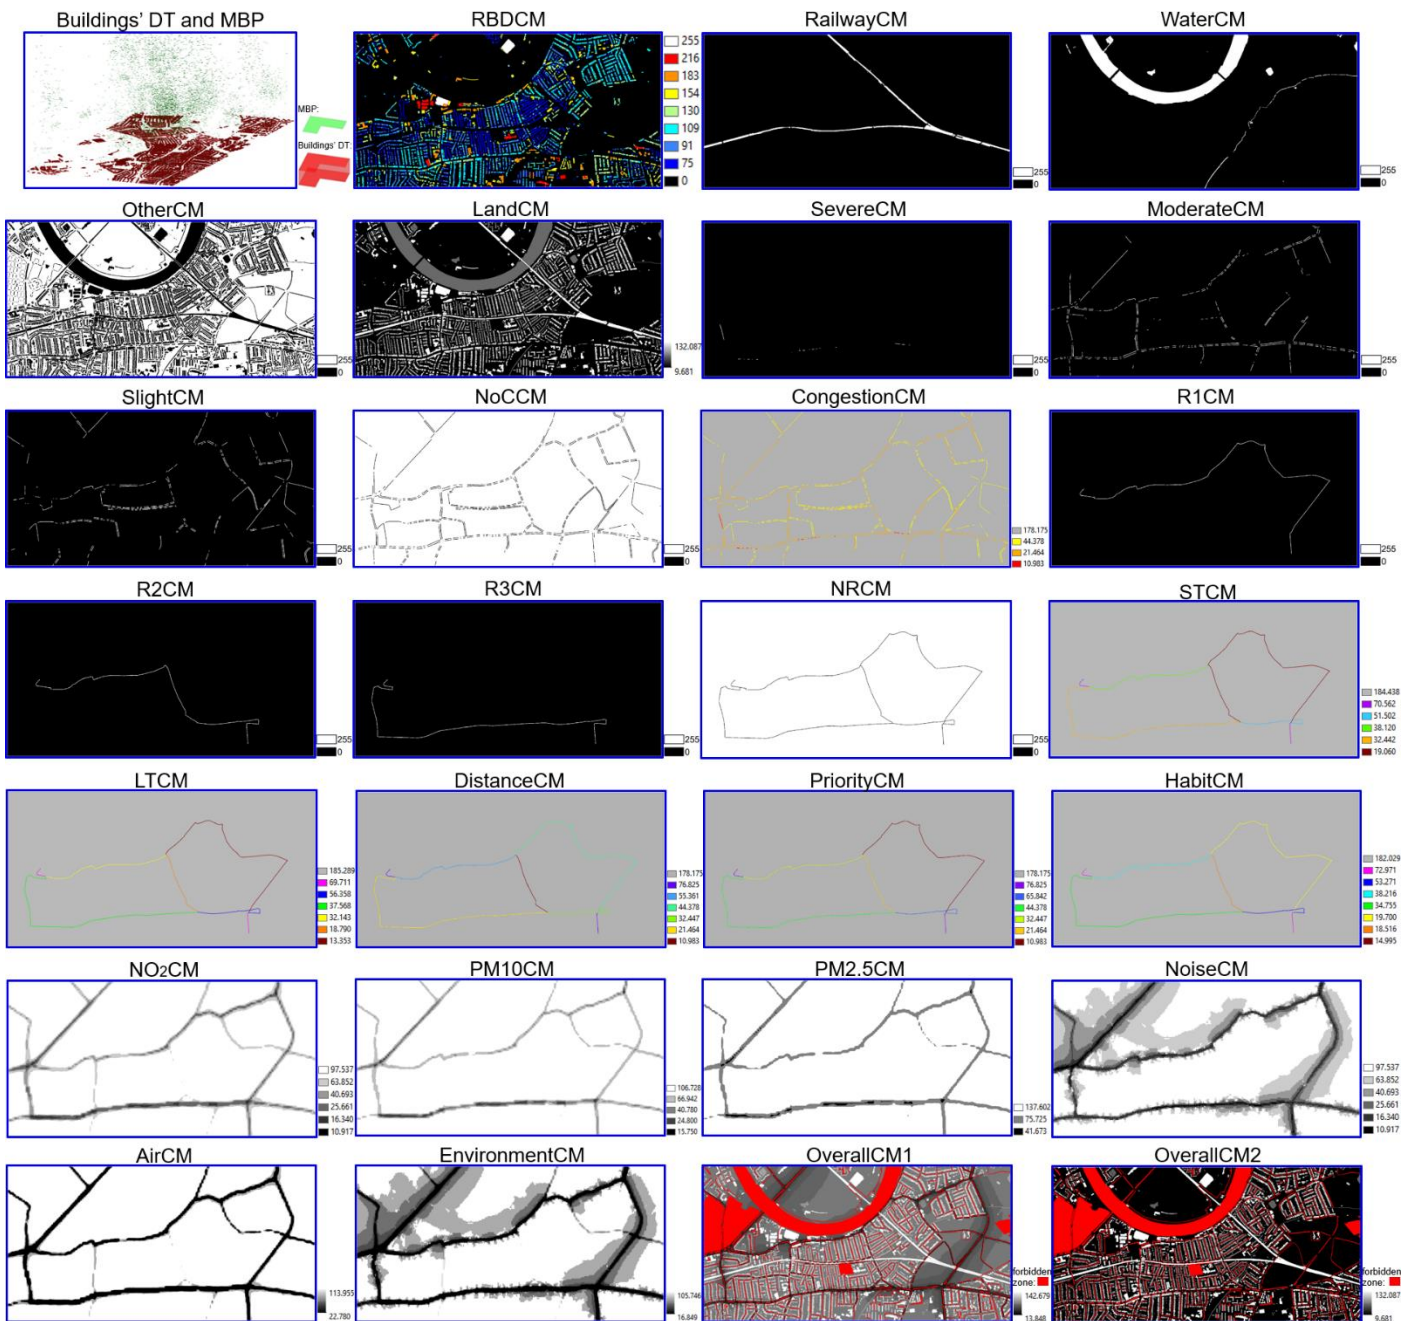 Buildings' DT and MBP
RBDCM
RailwayCM
WaterCM
MBP:
Buildings' DT:
255
216
183
154
130
109
91
75
0
255
0
255
0
OtherCM
LandCM
SevereCM
ModerateCM
255
0
132.087
9.681
255
0
255
0
SlightCM
NoCCM
CongestionCM
R1CM
255
0
255
0
178.175
44.378
21.464
10.983
255
0
R2CM
R3CM
NRCM
STCM
255
0
255
0
255
0
184.438
70.562
51.502
38.120
32.442
19.060
LTCM
DistanceCM
PriorityCM
HabitCM
185.289
69.711
56.358
37.568
32.143
18.790
13.353
178.175
76.825
55.361
44.378
32.447
21.464
10.983
178.175
76.825
65.842
44.378
32.447
21.464
10.983
182.029
72.971
53.271
38.216
34.755
19.700
18.516
14.995
NO₂CM
PM10CM
PM2.5CM
NoiseCM
97.537
63.852
40.693
25.661
16.340
10.917
106.728
66.942
40.780
24.800
15.750
137.602
75.725
41.673
97.537
63.852
40.693
25.661
16.340
10.917
AirCM
EnvironmentCM
OverallCM1
OverallCM2
113.955
22.780
105.746
16.849
forbidden
zone:
142.679
13.848
forbidden
zone:
132.087
9.681